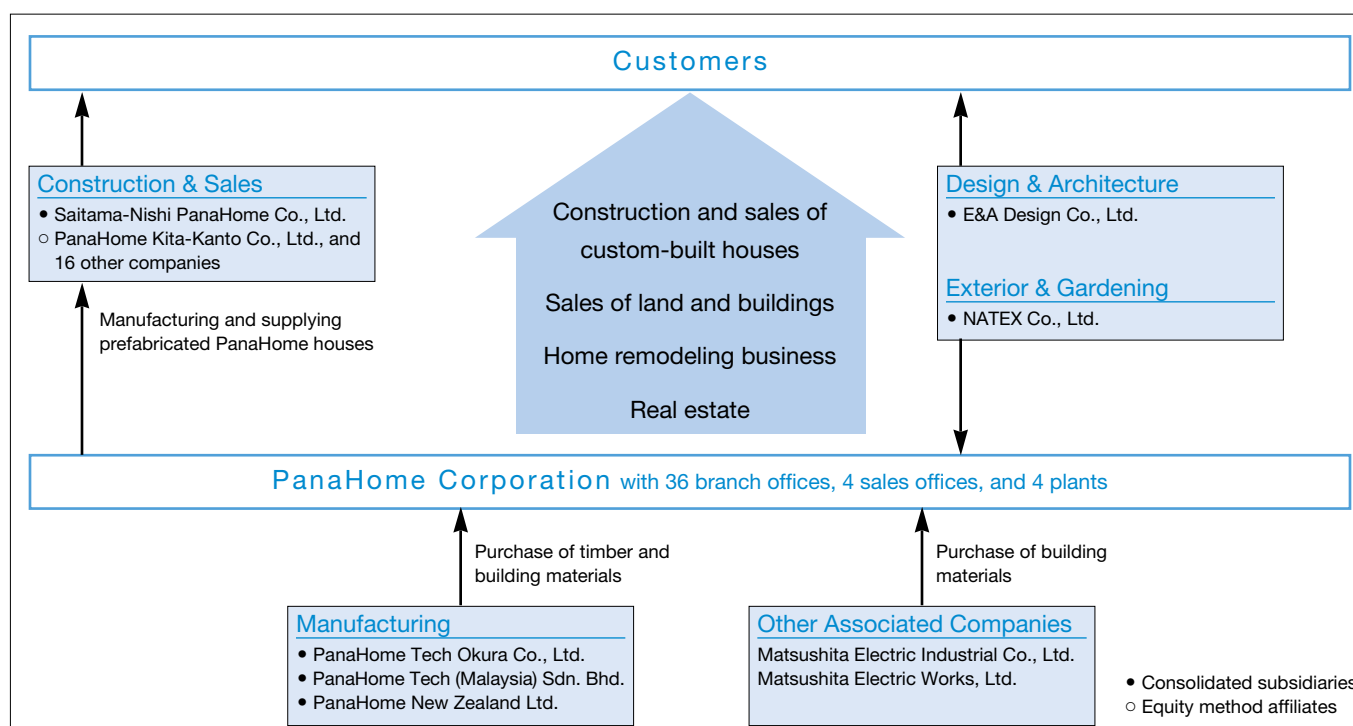 Customers
Construction & Sales
• Saitama-Nishi PanaHome Co., Ltd.
○ PanaHome Kita-Kanto Co., Ltd., and
16 other companies
Manufacturing and supplying
prefabricated PanaHome houses
Construction and sales of
custom-built houses
Sales of land and buildings
Home remodeling business
Real estate
Design & Architecture
• E&A Design Co., Ltd.
Exterior & Gardening
• NATEX Co., Ltd.
PanaHome Corporation with 36 branch offices, 4 sales offices, and 4 plants
Purchase of timber and
building materials
Purchase of building
materials
Manufacturing
• PanaHome Tech Okura Co., Ltd.
• PanaHome Tech (Malaysia) Sdn. Bhd.
• PanaHome New Zealand Ltd.
Other Associated Companies
Matsushita Electric Industrial Co., Ltd.
Matsushita Electric Works, Ltd.
• Consolidated subsidiaries
○ Equity method affiliates